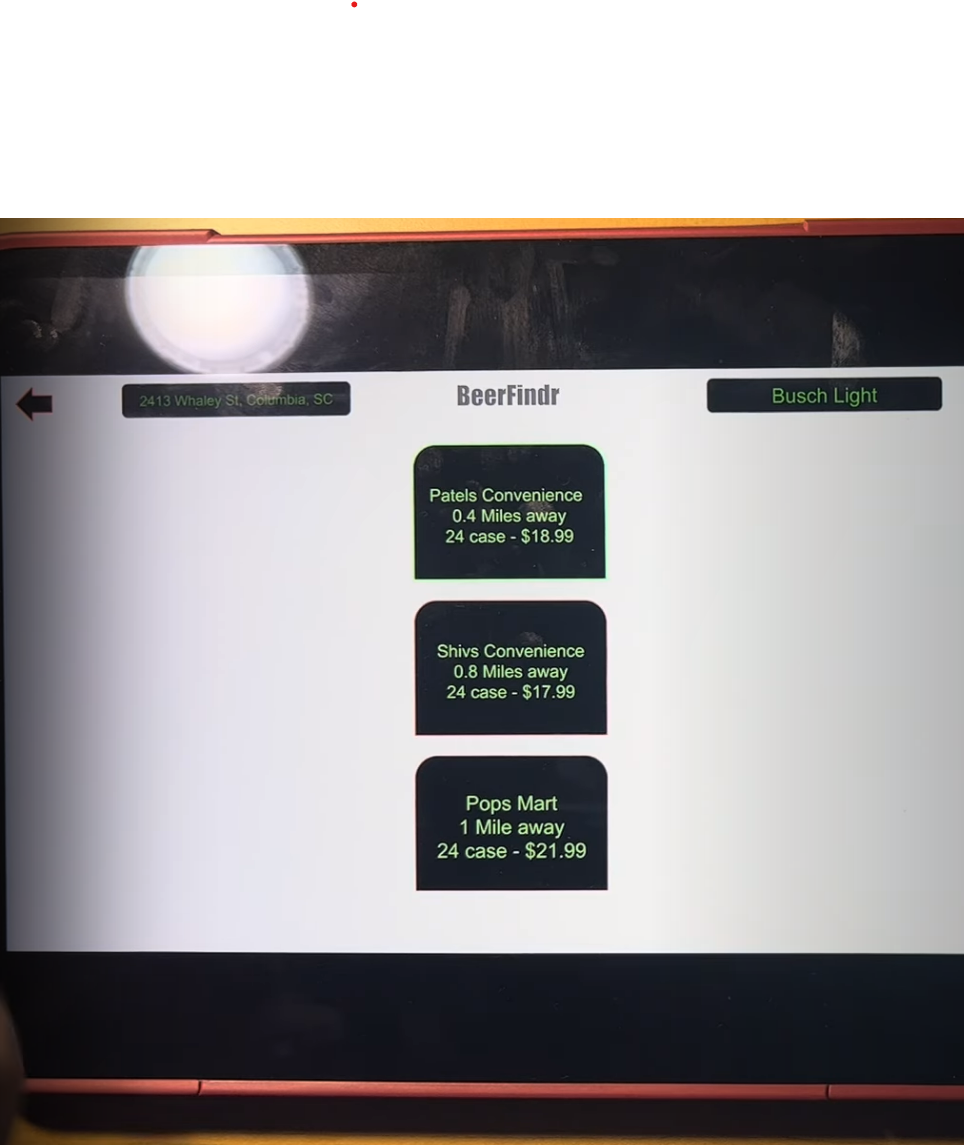 2413 Whaley St, Columbia, SC
BeerFindr
Busch Light
Patels Convenience
0.4 Miles away
24 case - $18.99
Shivs Convenience
0.8 Miles away
24 case - $17.99
Pops Mart
1 Mile away
24 case - $21.99